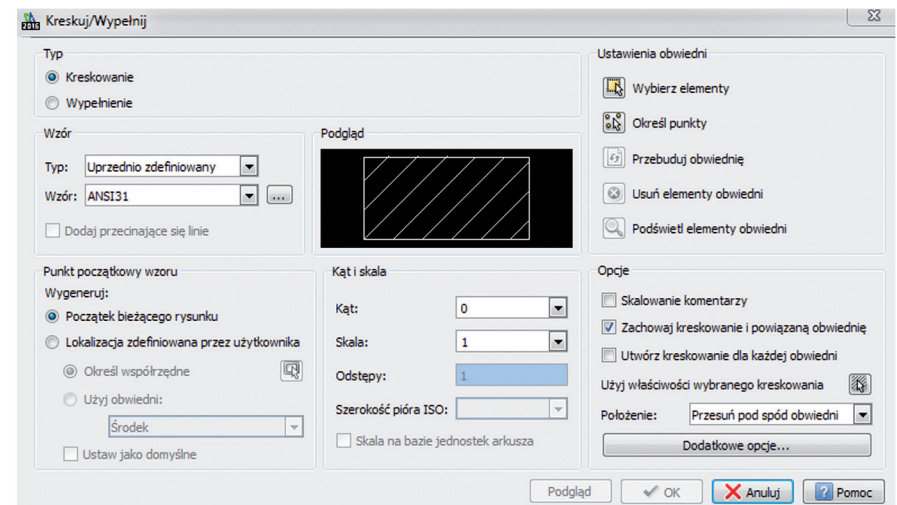 2015
Kreskuj/Wypełnij
Typ
Kreskowanie
Wypełnienie
Wzór
Typ: Uprzednio zdefiniowany
Wzór: ANSI31 ...
Dodaj przecinające się linie
Podgląd
Ustawienia obwiedni
Wybierz elementy
Określ punkty
Przebuduj obwiednię
Usuń elementy obwiedni
Podświetl elementy obwiedni
Punkt początkowy wzoru
Wygeneruj:
Początek bieżącego rysunku
Lokalizacja zdefiniowana przez użytkownika
Określ współrzędne
Użyj obwiedni:
Środek
Ustaw jako domyślne
Kąt i skala
Kąt: 0
Skala: 1
Odstępy: 1
Szerokość pióra ISO:
Skala na bazie jednostek arkusza
Opcje
Skalowanie komentarzy
Zachowaj kreskowanie i powiązaną obwiednię
Utwórz kreskowanie dla każdej obwiedni
Użyj właściwości wybranego kreskowania
Położenie: Przesuń pod spód obwiedni
Dodatkowe opcje...
Podgląd OK Anuluj ? Pomoc